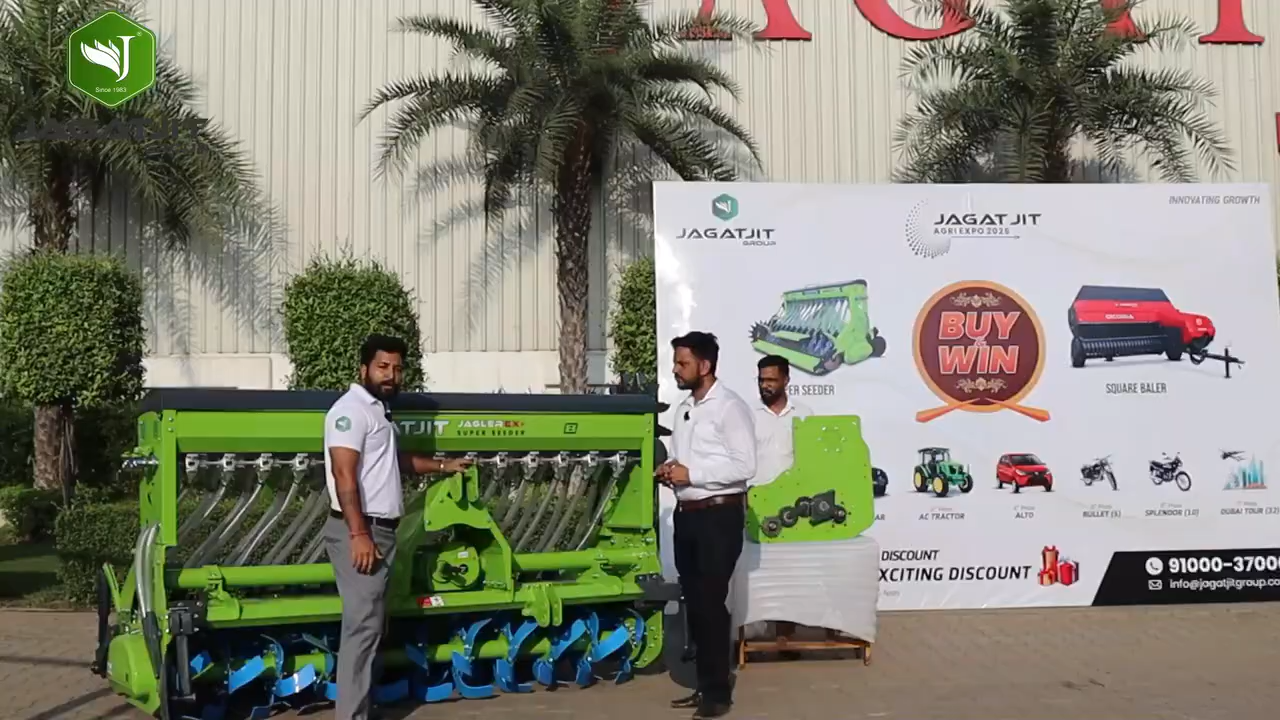 Since 1983
JAGATJIT
JAGATJIT
GROUP
JAGATJIT
AGRI EXPO 2025
INNOVATING GROWTH
BUY
&
WIN
PER SEEDER
SQUARE BALER
ATJIT
JAGLER EX+
SUPER SEEDER
AC TRACTOR
ALTO
BULLET (5)
SPLENDOR (10)
DUBAI TOUR (32)
DISCOUNT
XCITING DISCOUNT
91000-3700
info@jagatjitgroup.co